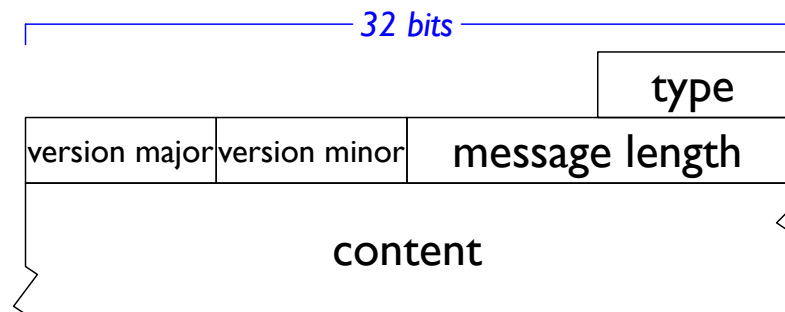 32 bits
type
version major version minor message length
content